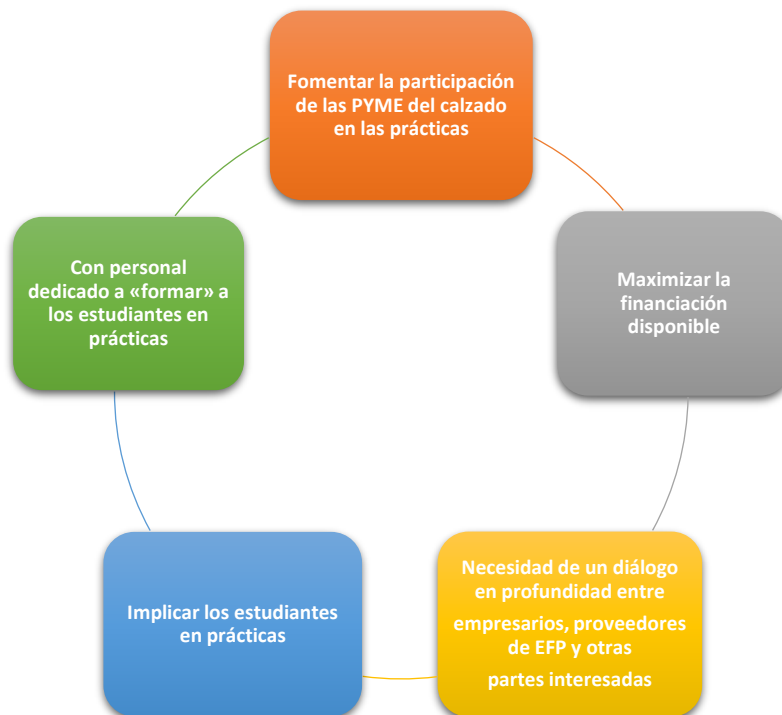 Fomentar la participación
de las PYME del calzado
en las prácticas
Maximizar la
financiación
disponible
Necesidad de un diálogo
en profundidad entre
empresarios, proveedores
de EFP y otras
partes interesadas
Implicar los estudiantes
en prácticas
Con personal
dedicado a «formar» a
los estudiantes en
prácticas